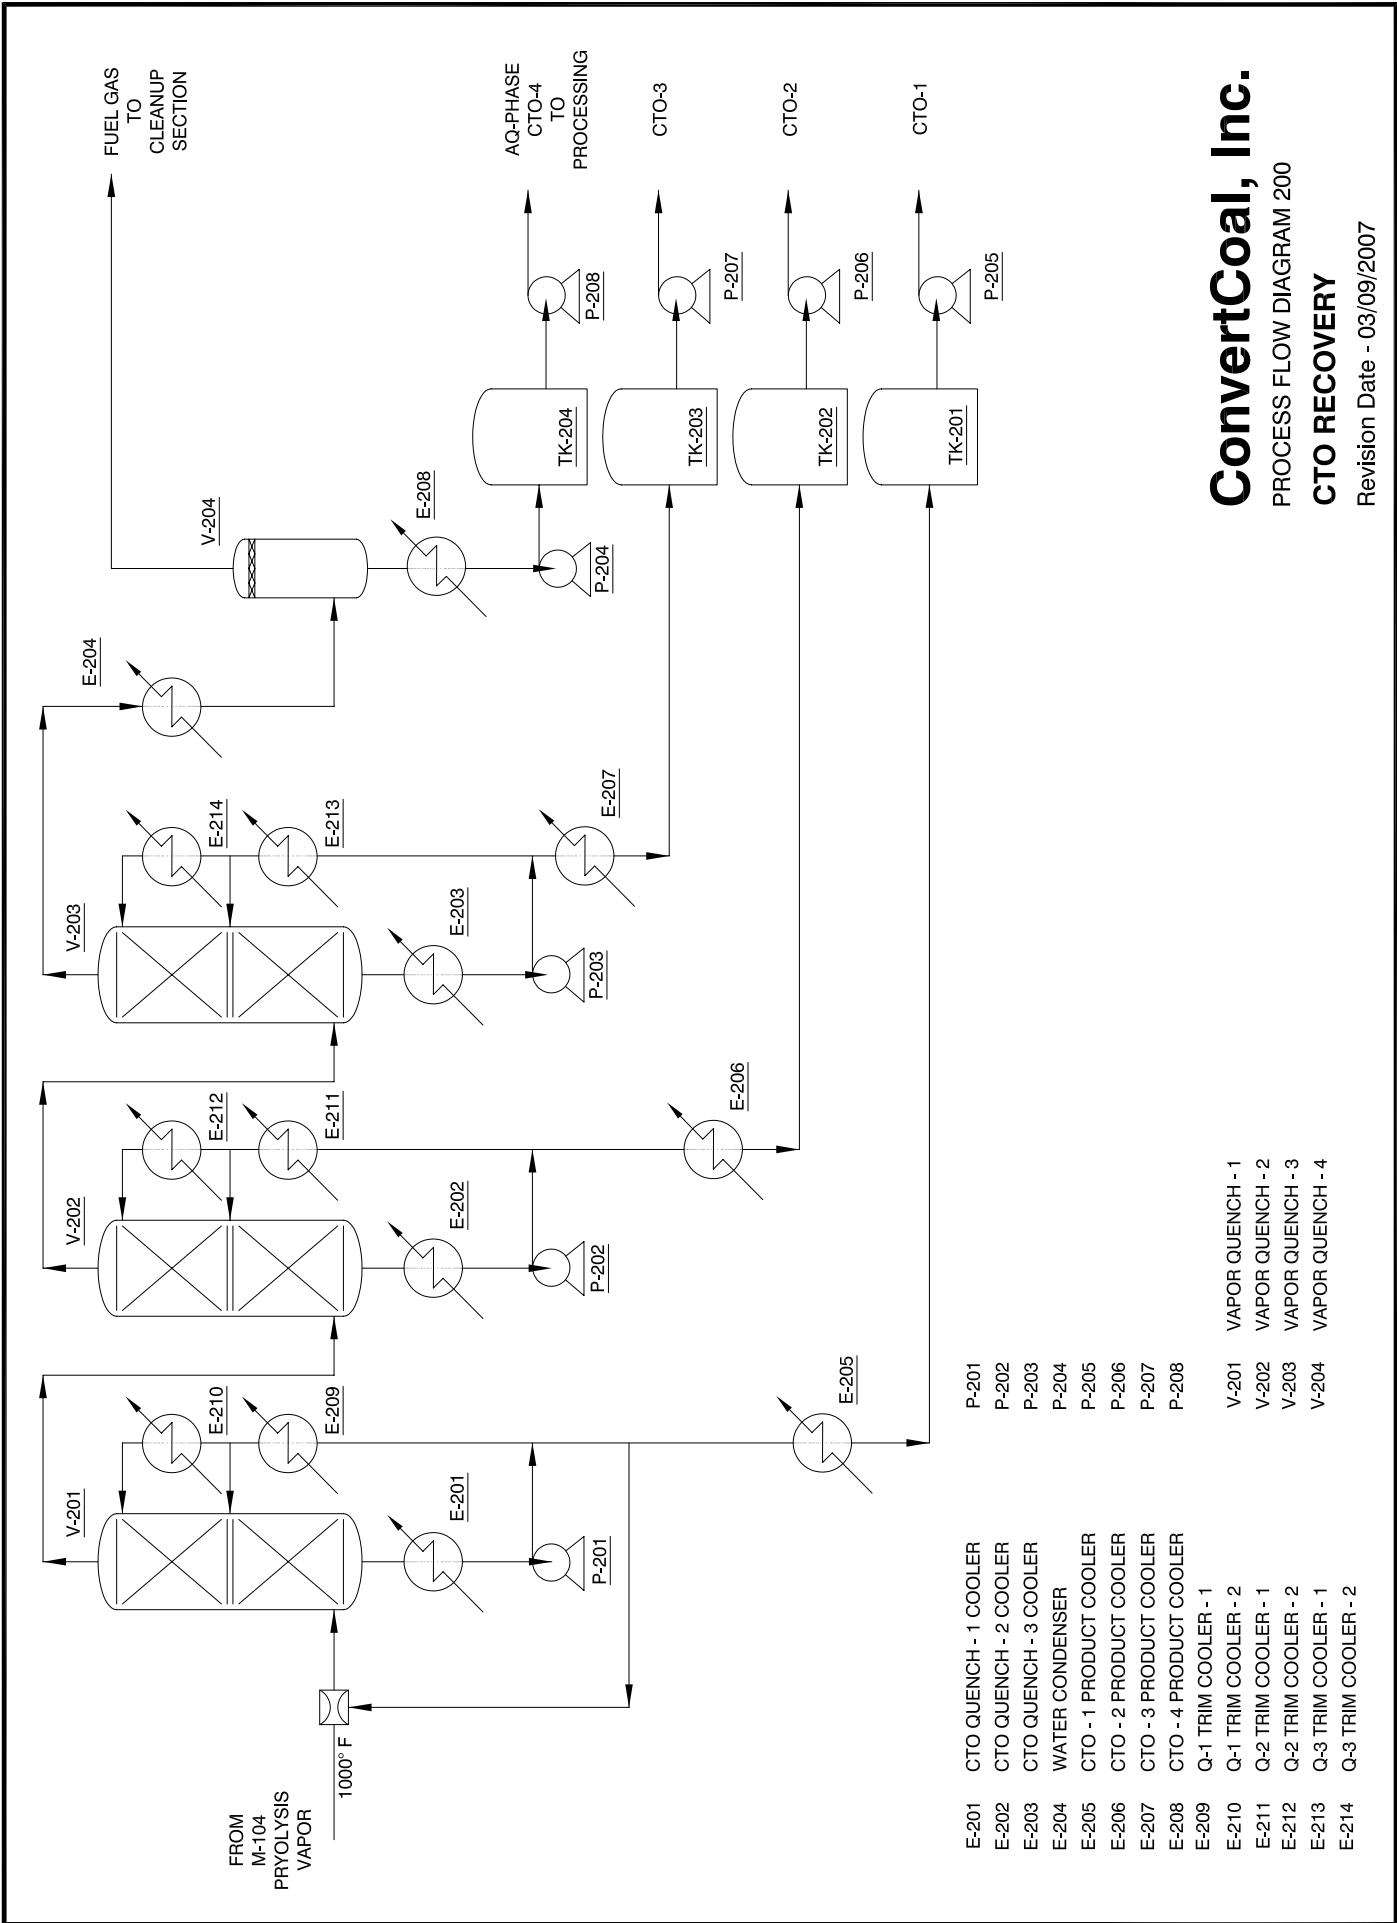 FUEL GAS
TO
CLEANUP
SECTION
AQ-PHASE
CTO-4
TO
PROCESSING
CTO-3
CTO-2
CTO-1
P-208
P-207
P-206
P-205
TK-204
TK-203
TK-202
TK-201
V-204
E-208
P-204
E-204
E-214
E-213
E-207
V-203
E-203
P-203
E-212
E-211
E-206
V-202
E-202
P-202
E-210
E-209
E-205
V-201
E-201
P-201
1000° F
FROM
M-104
PRYOLYSIS
VAPOR
E-201 CTO QUENCH - 1 COOLER
E-202 CTO QUENCH - 2 COOLER
E-203 CTO QUENCH - 3 COOLER
E-204 WATER CONDENSER
E-205 CTO - 1 PRODUCT COOLER
E-206 CTO - 2 PRODUCT COOLER
E-207 CTO - 3 PRODUCT COOLER
E-208 CTO - 4 PRODUCT COOLER
E-209 Q-1 TRIM COOLER - 1
E-210 Q-1 TRIM COOLER - 2
E-211 Q-2 TRIM COOLER - 1
E-212 Q-2 TRIM COOLER - 2
E-213 Q-3 TRIM COOLER - 1
E-214 Q-3 TRIM COOLER - 2
P-201
P-202
P-203
P-204
P-205
P-206
P-207
P-208
V-201 VAPOR QUENCH - 1
V-202 VAPOR QUENCH - 2
V-203 VAPOR QUENCH - 3
V-204 VAPOR QUENCH - 4
ConvertCoal, Inc.
PROCESS FLOW DIAGRAM 200
CTO RECOVERY
Revision Date - 03/09/2007